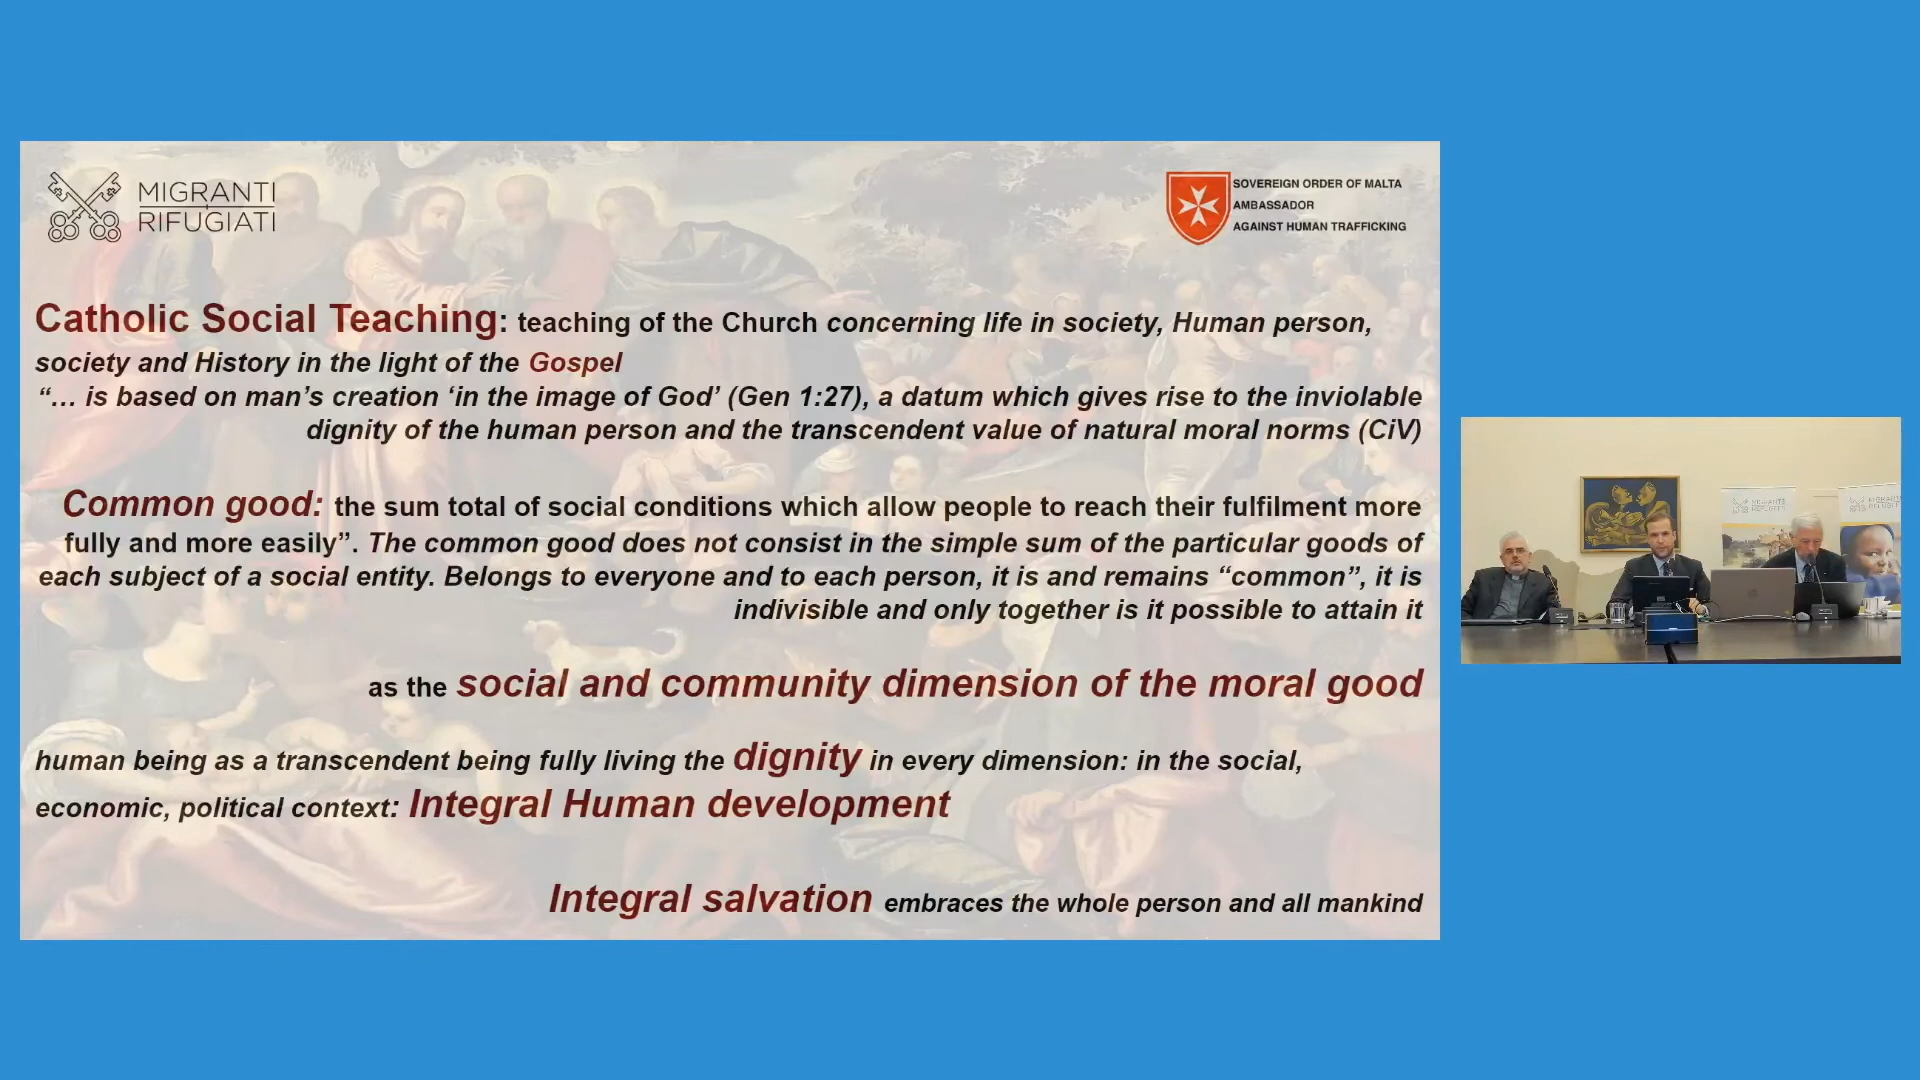 MIGRANTI
RIFUGIATI
SOVEREIGN ORDER OF MALTA
AMBASSADOR
AGAINST HUMAN TRAFFICKING
Catholic Social Teaching: teaching of the Church concerning life in society, Human person,
society and History in the light of the Gospel
“… is based on man’s creation ‘in the image of God’ (Gen 1:27), a datum which gives rise to the inviolable
dignity of the human person and the transcendent value of natural moral norms (CiV)
Common good: the sum total of social conditions which allow people to reach their fulfilment more
fully and more easily”. The common good does not consist in the simple sum of the particular goods of
each subject of a social entity. Belongs to everyone and to each person, it is and remains “common”, it is
indivisible and only together is it possible to attain it
as the social and community dimension of the moral good
human being as a transcendent being fully living the dignity in every dimension: in the social,
economic, political context: Integral Human development
Integral salvation embraces the whole person and all mankind
MIGRANTI
RIFUGIATI